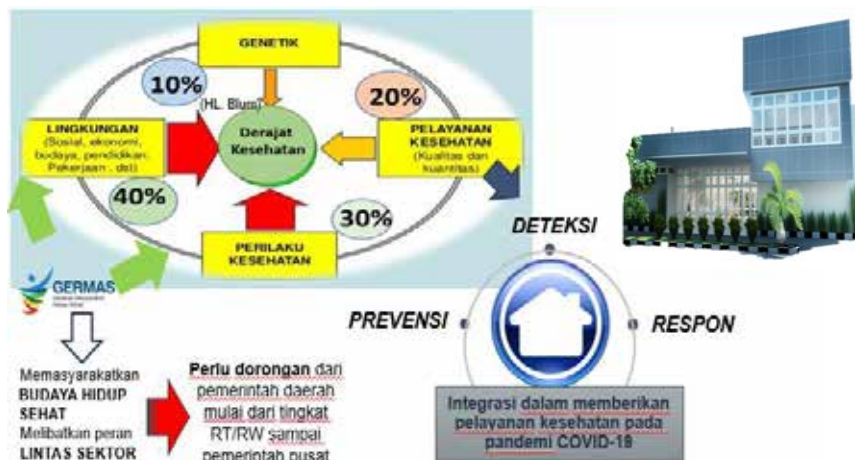 GENETIK
10%
(HL. Blum)
20%
LINGKUNGAN
(Sosial, ekonomi,
budaya, pendidikan,
Pekerjaan , dst)
Derajat
Kesehatan
PELAYANAN
KESEHATAN
(Kualitas dan
kuantitas)
40%
30%
PERILAKU
KESEHATAN
DETEKSI
GERMAS
PREVENSI
RESPON
Memasyarakatkan
BUDAYA HIDUP
SEHAT
Melibatkan peran
LINTAS SEKTOR
Perlu dorongan dari
pemerintah daerah
mulai dari tingkat
RT/RW sampai
pemerintah pusat
Integrasi dalam memberikan
pelayanan kesehatan pada
pandemi COVID-19